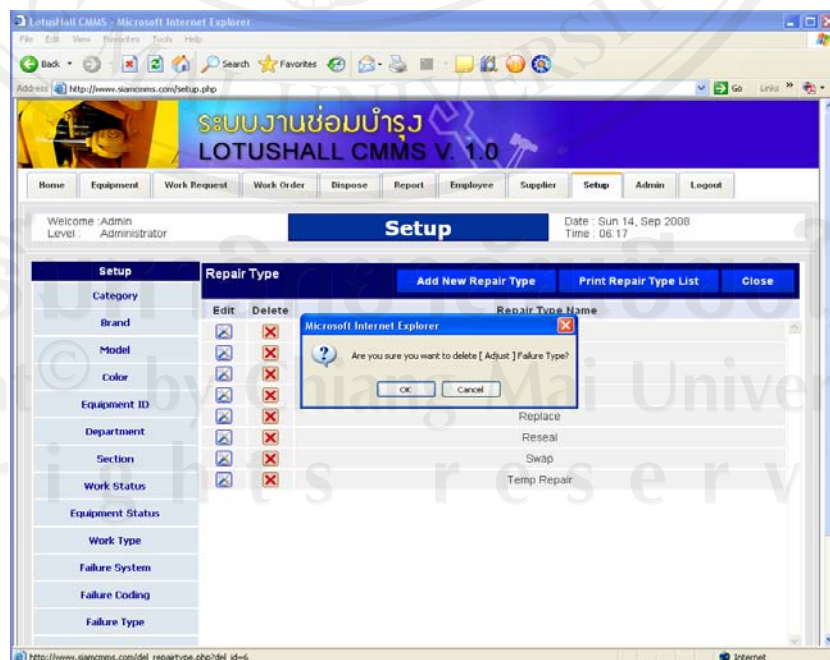 LotusHall CMMS - Microsoft Internet Explorer
File Edit View Favorites Tools Help
Back Search Favorites
Address http://www.siamcmms.com/setup.php Go Links
ระบบงานซ่อมบำรุง
LOTUSHALL CMMS V. 1.0
Home Equipment Work Request Work Order Dispose Report Employee Supplier Setup Admin Logout
Welcome :Admin
Level : Administrator
Setup
Date : Sun 14, Sep 2008
Time : 06:17
Setup
Category
Brand
Model
Color
Equipment ID
Department
Section
Work Status
Equipment Status
Work Type
Failure System
Failure Coding
Failure Type
Repair Type
Add New Repair Type Print Repair Type List Close
Edit Delete Repair Type Name
Microsoft Internet Explorer
Are you sure you want to delete [ Adjust ] Failure Type?
OK Cancel
Replace
Reseal
Swap
Temp Repair
http://www.siamcmms.com/del_repairtype.php?del_id=6 Internet
by Chiang Mai Univer
rights reserv